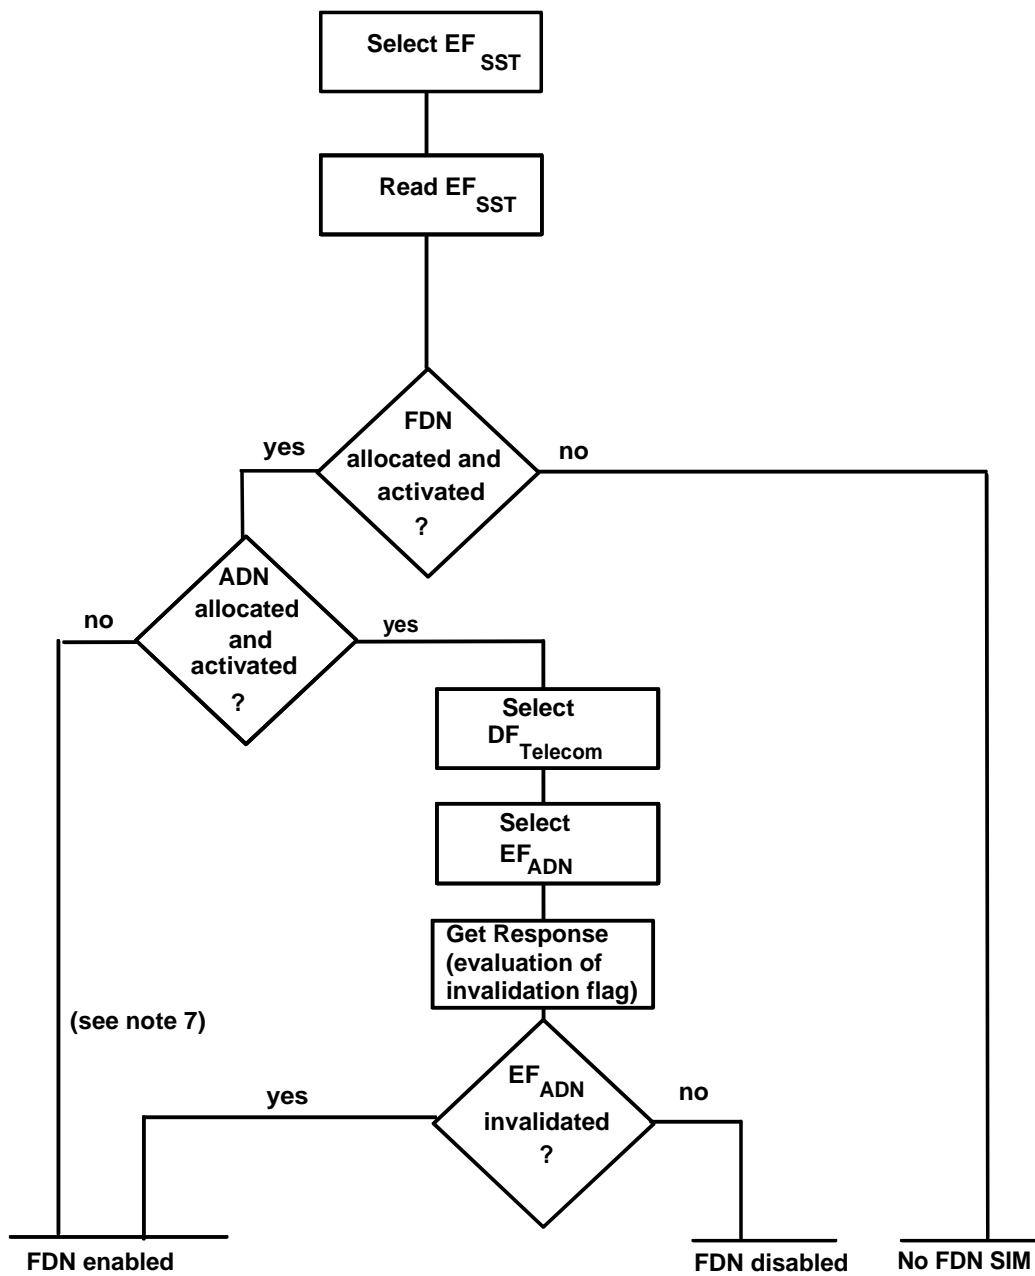 Select EF SST
Read EF SST
FDN
allocated and
activated
?
yes
no
ADN
allocated
and
activated
?
no
yes
Select
DF Telecom
Select
EF ADN
Get Response
(evaluation of
invalidation flag)
(see note 7)
EF ADN
invalidated
?
yes
no
FDN enabled
FDN disabled
No FDN SIM